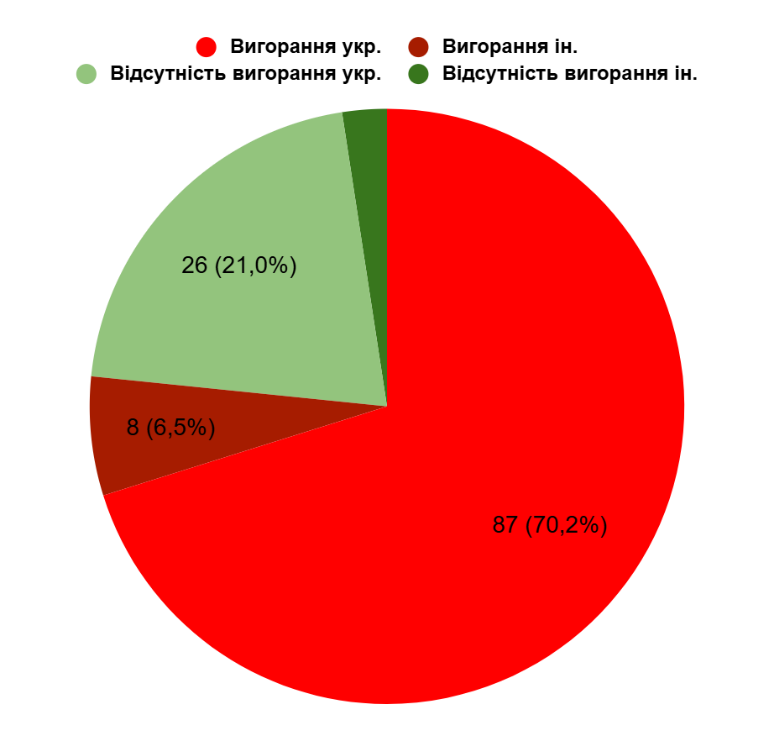 Вигорання укр. Вигорання ін.
Відсутність вигорання укр. Відсутність вигорання ін.
26 (21,0%)
8 (6,5%)
87 (70,2%)